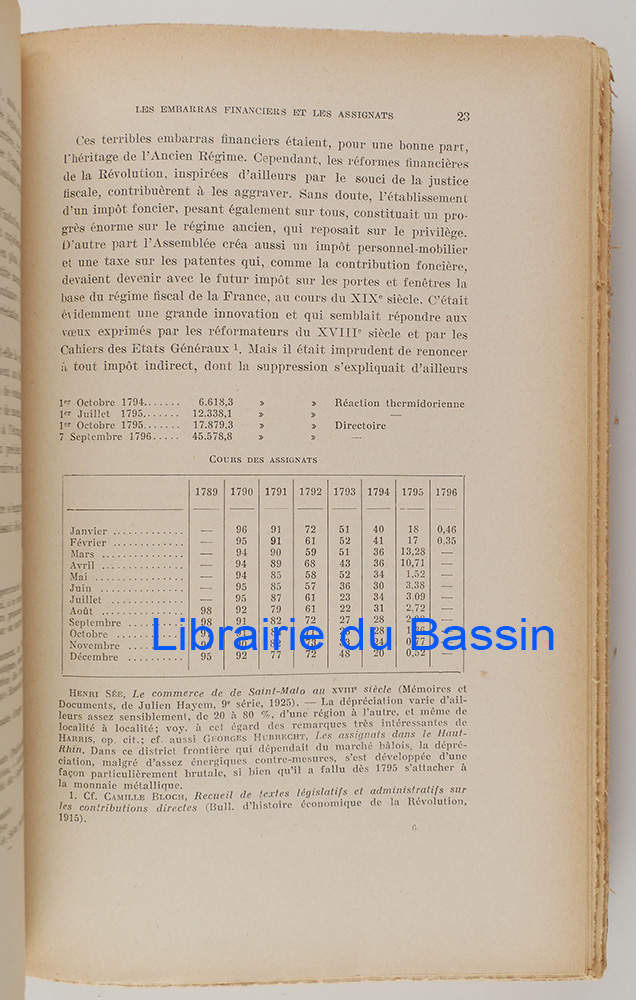 LES EMBARRAS FINANCIERS ET LES ASSIGNATS 23
Ces terribles embarras financiers étaient, pour une bonne part,
l'héritage de l'Ancien Régime. Cependant, les réformes financières
de la Révolution, inspirées d'ailleurs par le souci de la justice
fiscale, contribuèrent à les aggraver. Sans doute, l'établissement
d'un impôt foncier, pesant également sur tous, constituait un pro-
grès énorme sur le régime ancien, qui reposait sur le privilège.
D'autre part l'Assemblée créa aussi un impôt personnel-mobilier
et une taxe sur les patentes qui, comme la contribution foncière,
devaient devenir avec le futur impôt sur les portes et fenêtres la
base du régime fiscal de la France, au cours du XIXe siècle. C'était
évidemment une grande innovation et qui semblait répondre aux
vœux exprimés par les réformateurs du XVIIIe siècle et par les
Cahiers des Etats Généraux 1. Mais il était imprudent de renoncer
à tout impôt indirect, dont la suppression s'expliquait d'ailleurs
1er Octobre 1794....... 6.618,3 » » Réaction thermidorienne
1er Juillet 1795....... 12.338,1 » » —
1er Octobre 1795....... 17.879,3 » » Directoire
7 Septembre 1796..... 45.578,8 » » —
COURS DES ASSIGNATS
1789 1790 1791 1792 1793 1794 1795 1796
Janvier ............. — 96 91 72 51 40 18 0,46
Février ............. — 95 91 61 52 41 17 0.35
Mars ............... — 94 90 59 51 36 13,28 —
Avril ............... — 94 89 68 43 36 10,71 —
Mai ................ — 94 85 58 52 34 1,52 —
Juin ............... — 95 85 57 36 30 3.38 —
Juillet ............. — 95 87 61 23 34 3.09 —
Août ............... 98 92 79 61 22 31 2,72 —
Septembre .......... 98 91 82 72 27 28 —
Octobre ............ 28 —
Novembre .......... 0,77 —
Décembre .......... 95 92 77 72 48 20 0,52 —
Librairie du Bassin
HENRI SÉE, Le commerce de de Saint-Malo au XVIIIe siècle (Mémoires et
Documents, de Julien Hayem, 9e série, 1925). — La dépréciation varie d'ail-
leurs assez sensiblement, de 20 à 80 %, d'une région à l'autre, et même de
localité à localité; voy. à cet égard des remarques très intéressantes de
HARRIS, op. cit.; cf. aussi GEORGES HUBRECHT, Les assignats dans le Haut-
Rhin. Dans ce district frontière qui dépendait du marché bâlois, la dépré-
ciation, malgré d'assez énergiques contre-mesures, s'est développée d'une
façon particulièrement brutale, si bien qu'il a fallu dès 1795 s'attacher à
la monnaie métallique.
1. Cf. CAMILLE BLOCH, Recueil de textes législatifs et administratifs sur
les contributions directes (Bull. d'histoire économique de la Révolution,
1915).
6